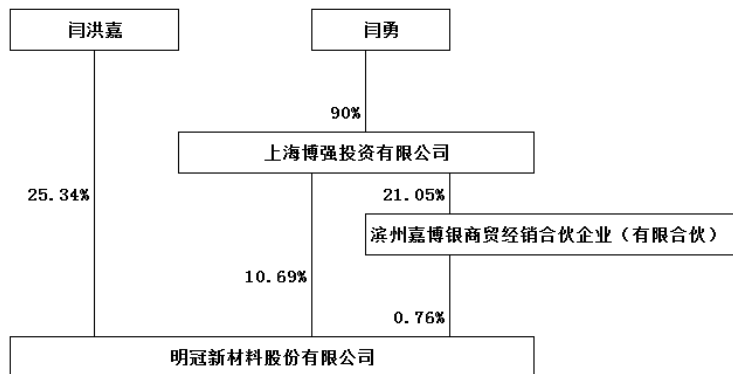 闫洪嘉
闫勇
90%
上海博强投资有限公司
25.34%
21.05%
滨州嘉博银商贸经销合伙企业（有限合伙）
10.69%
0.76%
明冠新材料股份有限公司